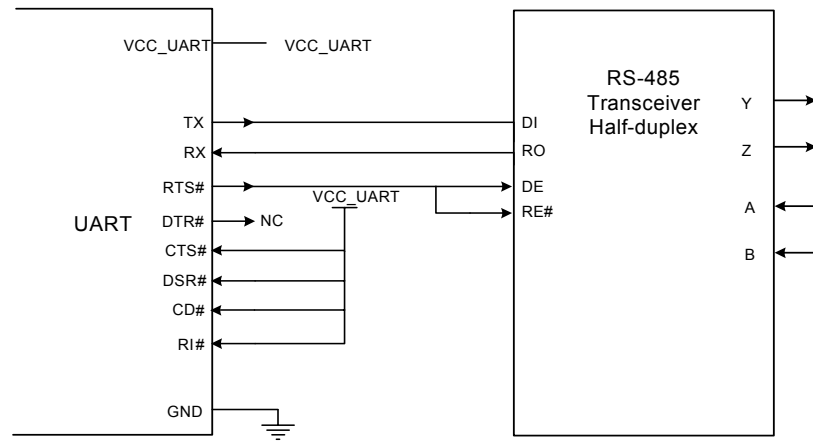 VCC_UART VCC_UART
RS-485
Transceiver
Half-duplex
Y
TX DI
RX RO Z
RTS# DE
VCC_UART
A
RE#
UART DTR# NC
CTS#
B
DSR#
CD#
RI#
GND